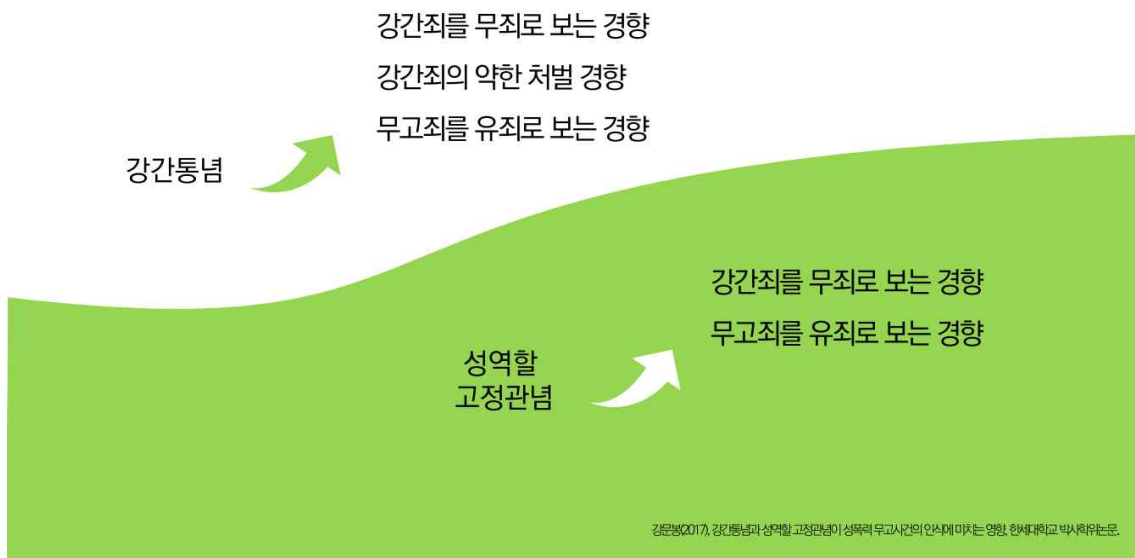 강간죄를 무죄로 보는 경향
강간죄의 약한 처벌 경향
무고죄를 유죄로 보는 경향
강간통념
강간죄를 무죄로 보는 경향
무고죄를 유죄로 보는 경향
성역할
고정관념
강문봉(2017), 강간통념과 성역할 고정관념이 성폭력 무고사건의 인식에 미치는 영향, 한세대학교 박사학위논문.